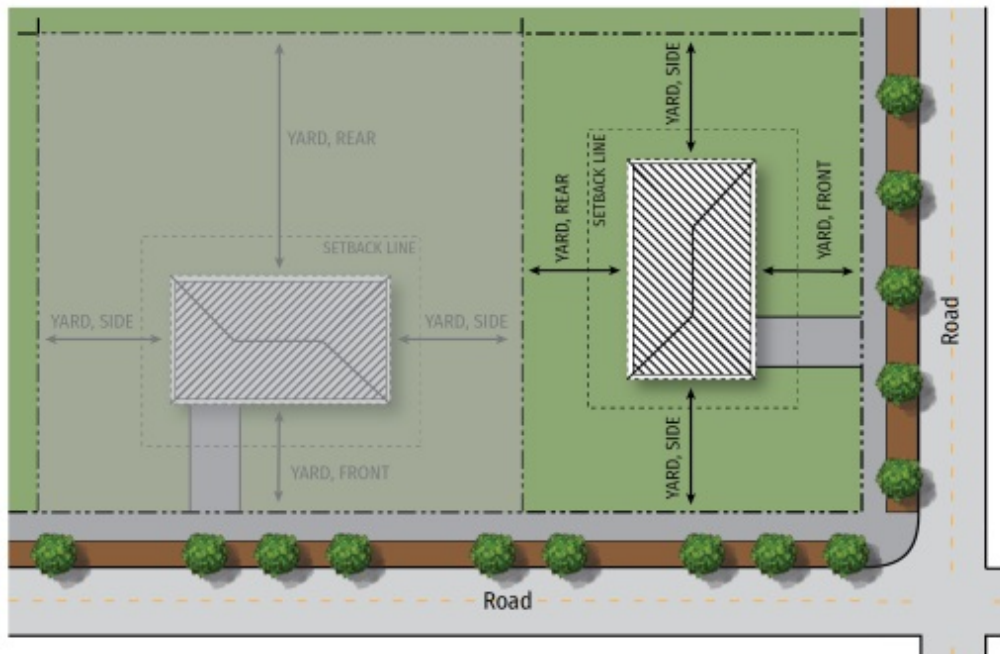 YARD, SIDE
YARD, REAR
SETBACK LINE
YARD, REAR
YARD, FRONT
SETBACK LINE
YARD, SIDE
YARD, SIDE
Road
YARD, FRONT
YARD, SIDE
Road